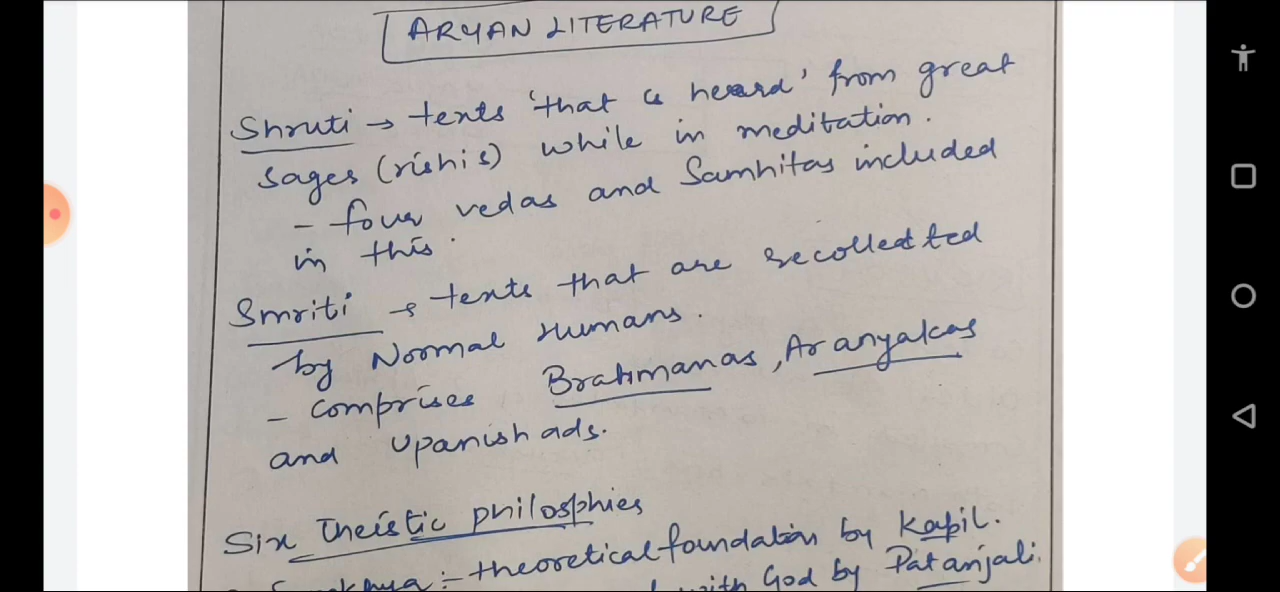 ARYAN LITERATURE
Shruti → texts 'that is heard' from great
sages (rishis) while in meditation.
- four vedas and Samhitas included
in this.
Smriti → texts that are recollected
by Normal Humans.
- comprises Brahmanas, Aranyakas
and Upanishads.
Six Theistic philosphies
theoretical foundation by Kapil.
with God by Patanjali.